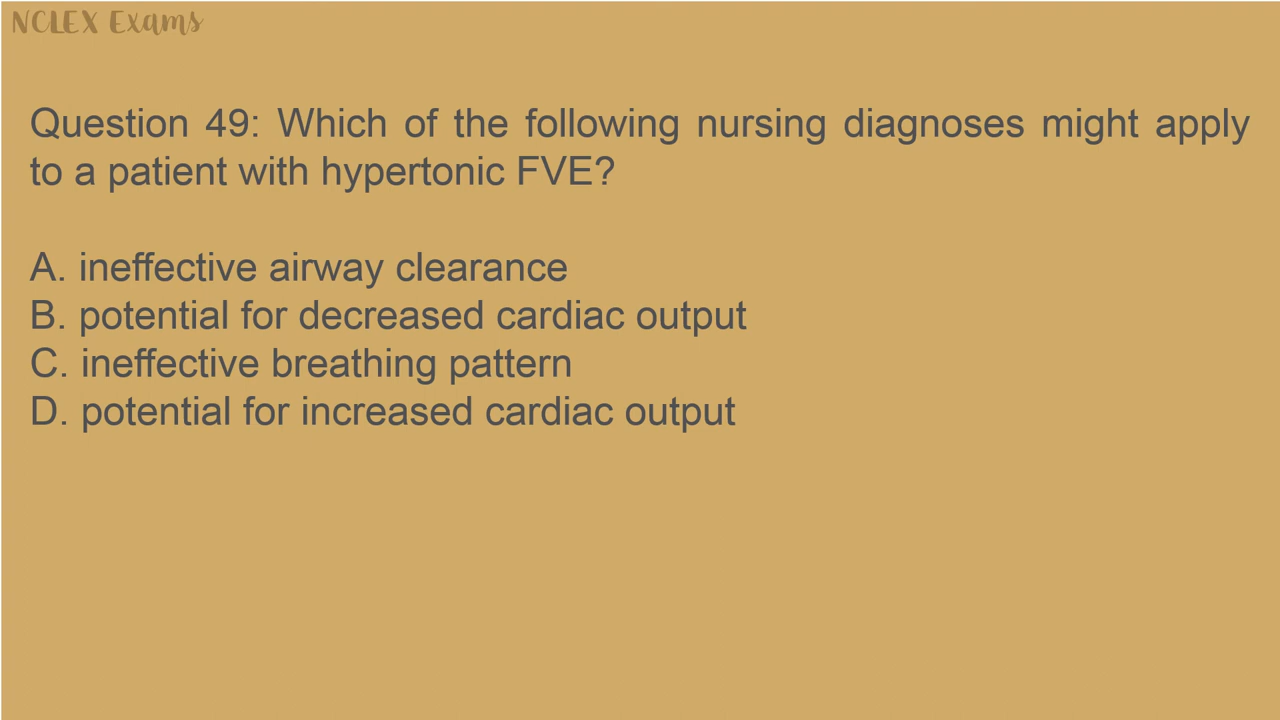 NCLEX Exams
Question 49: Which of the following nursing diagnoses might apply
to a patient with hypertonic FVE?
A. ineffective airway clearance
B. potential for decreased cardiac output
C. ineffective breathing pattern
D. potential for increased cardiac output